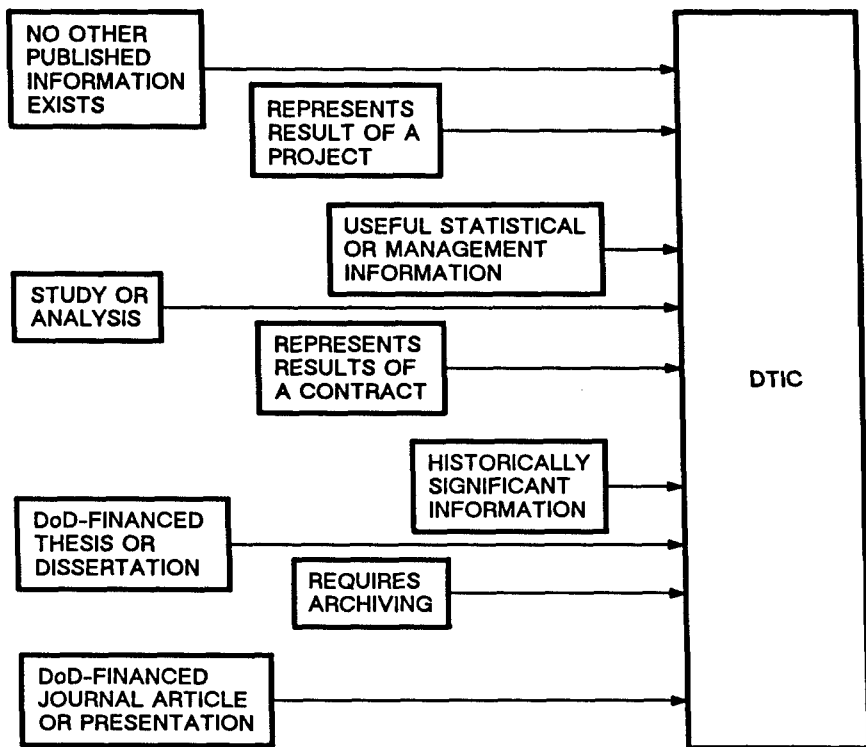 NO OTHER
PUBLISHED
INFORMATION
EXISTS
REPRESENTS
RESULT OF A
PROJECT
USEFUL STATISTICAL
OR MANAGEMENT
INFORMATION
STUDY OR
ANALYSIS
REPRESENTS
RESULTS OF
A CONTRACT
DTIC
HISTORICALLY
SIGNIFICANT
INFORMATION
DoD-FINANCED
THESIS OR
DISSERTATION
REQUIRES
ARCHIVING
DoD-FINANCED
JOURNAL ARTICLE
OR PRESENTATION